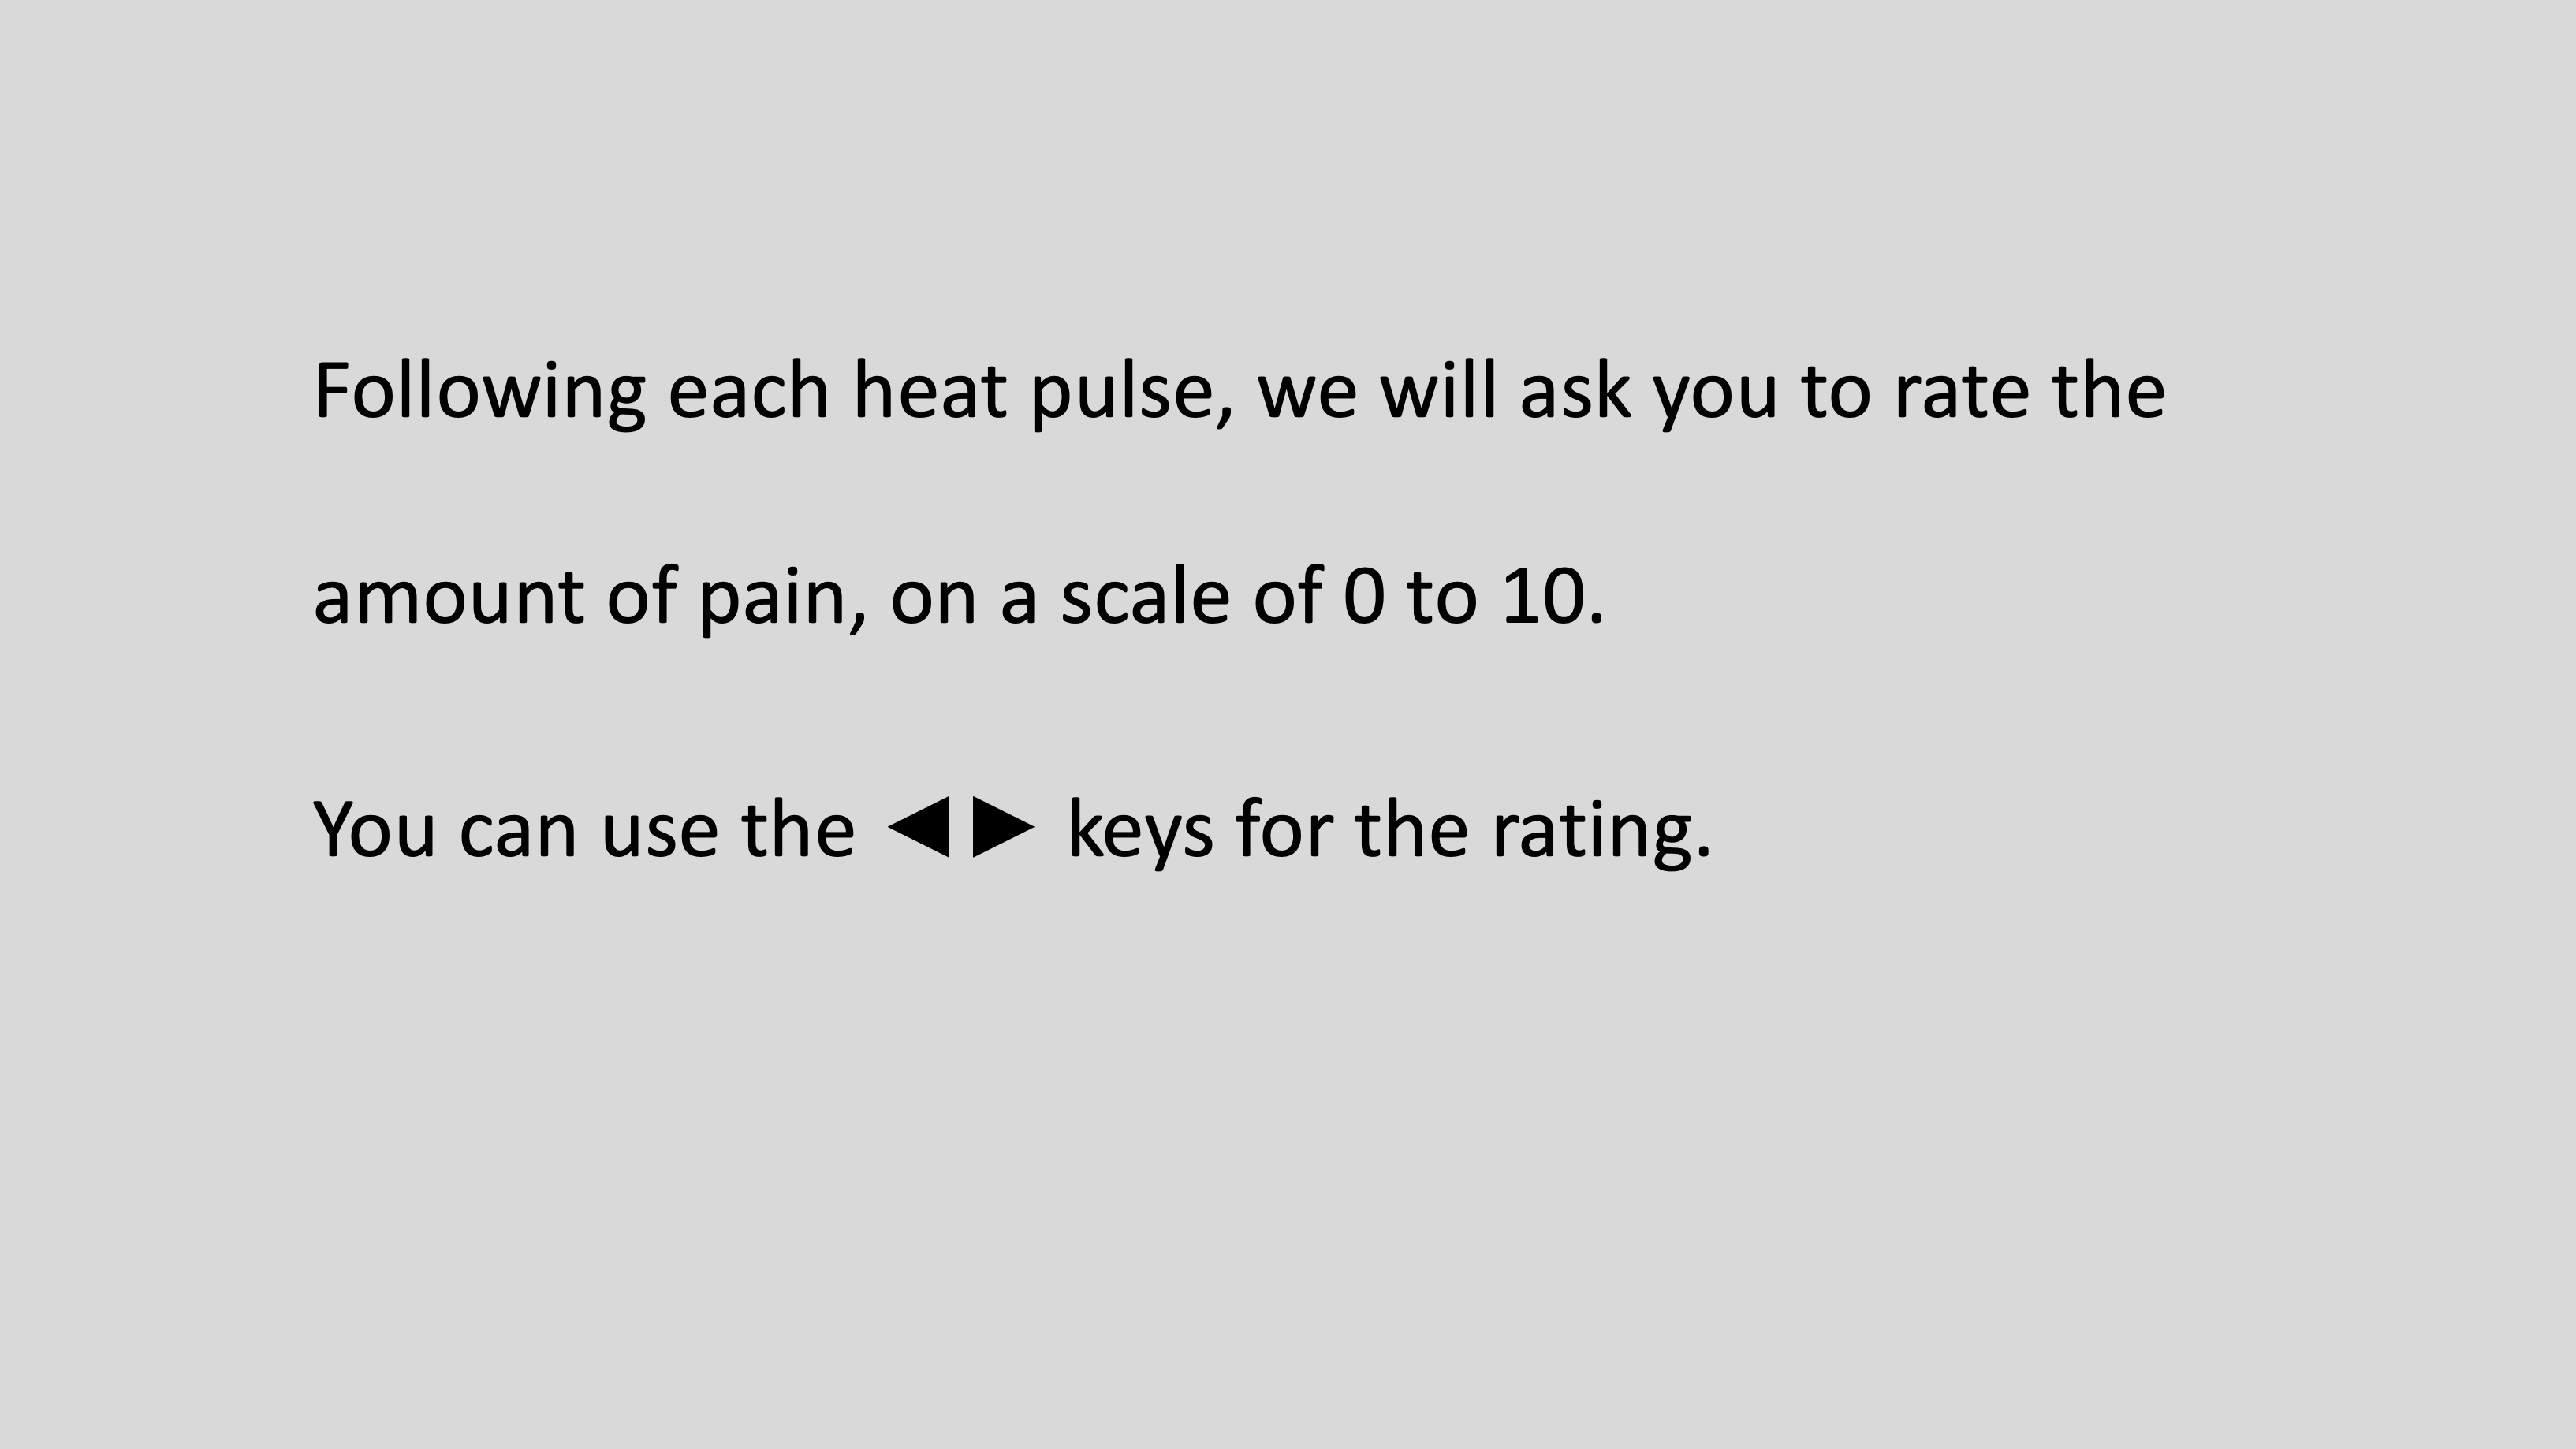 Following each heat pulse, we will ask you to rate the
amount of pain, on a scale of 0 to 10.
You can use the ◀ ▶ keys for the rating.